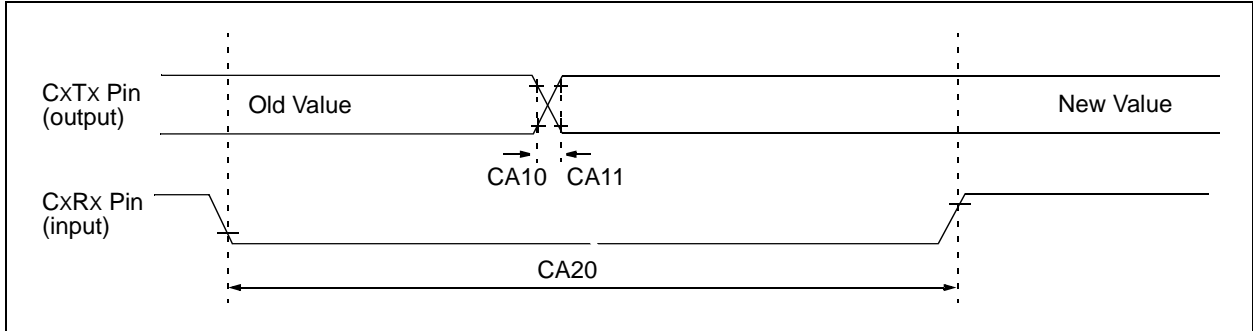 CxTx Pin
(output)
Old Value
New Value
CA10 CA11
CxRx Pin
(input)
CA20